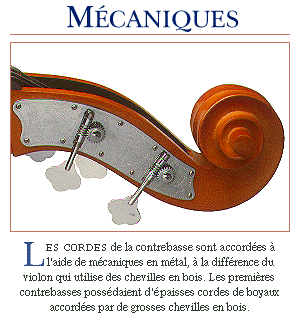 MÉCANIQUES
LES CORDES de la contrebasse sont accordées à
l'aide de mécaniques en métal, à la différence du
violon qui utilise des chevilles en bois. Les premières
contrebasses possédaient d'épaisses cordes de boyaux
accordées par de grosses chevilles en bois.